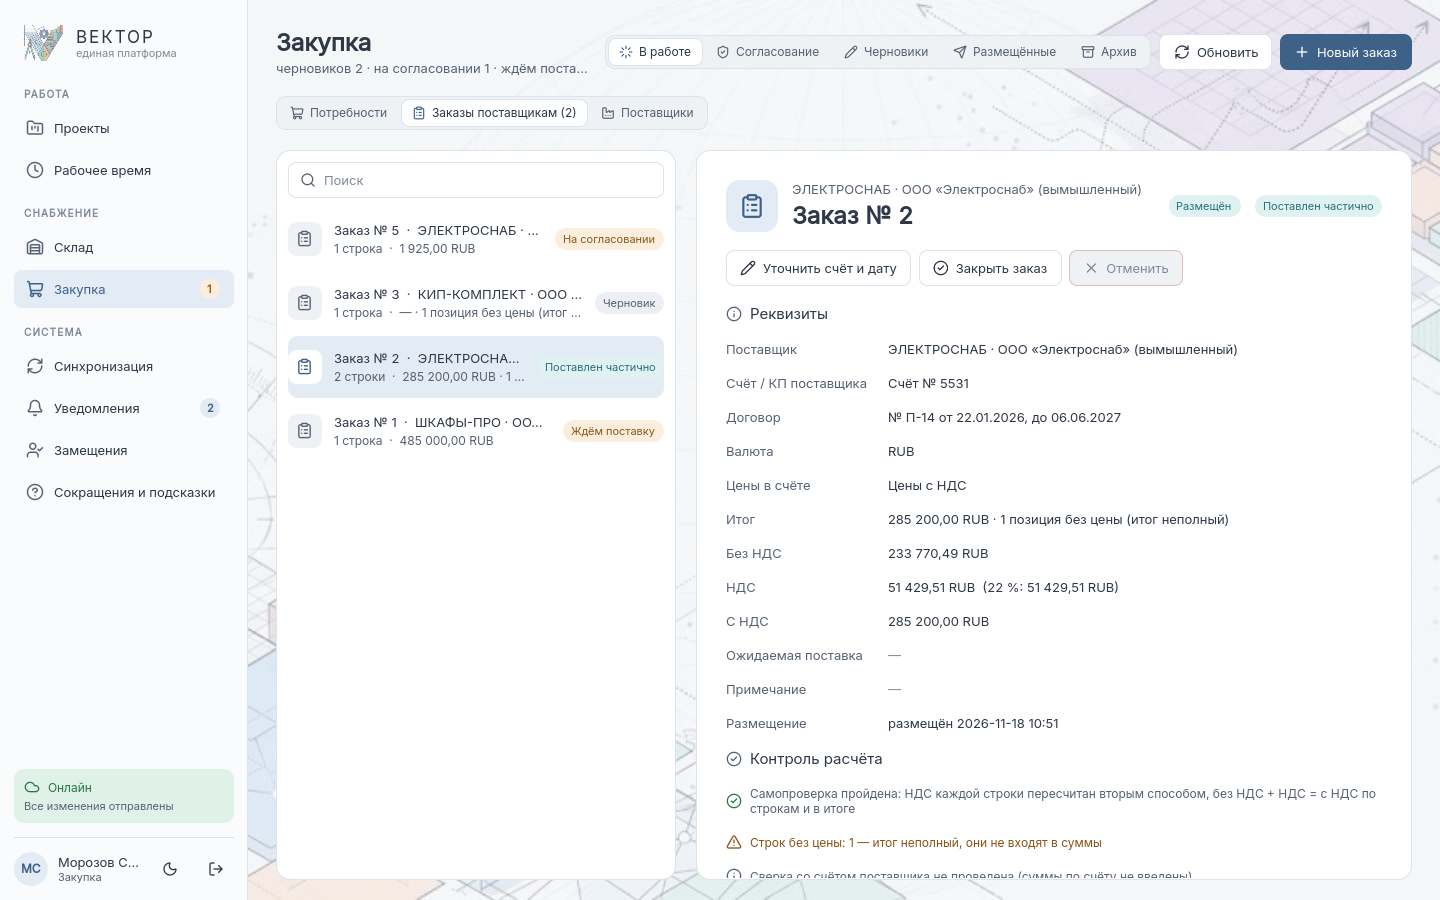 ВЕКТОР
единая платформа
РАБОТА
Проекты
Рабочее время
СНАБЖЕНИЕ
Склад
Закупка 1
СИСТЕМА
Синхронизация
Уведомления 2
Замещения
Сокращения и подсказки
Онлайн
Все изменения отправлены
МС
Морозов С...
Закупка
Закупка
черновиков 2 · на согласовании 1 · ждём поста...
В работе
Согласование
Черновики
Размещённые
Архив
Обновить
Новый заказ
Потребности
Заказы поставщикам (2)
Поставщики
Поиск
Заказ № 5 · ЭЛЕКТРОСНАБ · ...
1 строка · 1 925,00 RUB
На согласовании
Заказ № 3 · КИП-КОМПЛЕКТ · ООО ...
1 строка · — · 1 позиция без цены (итог ...
Черновик
Заказ № 2 · ЭЛЕКТРОСНА...
2 строки · 285 200,00 RUB · 1 ...
Поставлен частично
Заказ № 1 · ШКАФЫ-ПРО · ОО...
1 строка · 485 000,00 RUB
Ждём поставку
ЭЛЕКТРОСНАБ · ООО «Электроснаб» (вымышленный)
Заказ № 2
Размещён
Поставлен частично
Уточнить счёт и дату
Закрыть заказ
Отменить
Реквизиты
Поставщик ЭЛЕКТРОСНАБ · ООО «Электроснаб» (вымышленный)
Счёт / КП поставщика Счёт № 5531
Договор № П-14 от 22.01.2026, до 06.06.2027
Валюта RUB
Цены в счёте Цены с НДС
Итог 285 200,00 RUB · 1 позиция без цены (итог неполный)
Без НДС 233 770,49 RUB
НДС 51 429,51 RUB (22 %: 51 429,51 RUB)
С НДС 285 200,00 RUB
Ожидаемая поставка —
Примечание —
Размещение размещён 2026-11-18 10:51
Контроль расчёта
Самопроверка пройдена: НДС каждой строки пересчитан вторым способом, без НДС + НДС = с НДС по
строкам и в итоге
Строк без цены: 1 — итог неполный, они не входят в суммы
Сверка со счётом поставщика не проведена (суммы по счёту не введены)